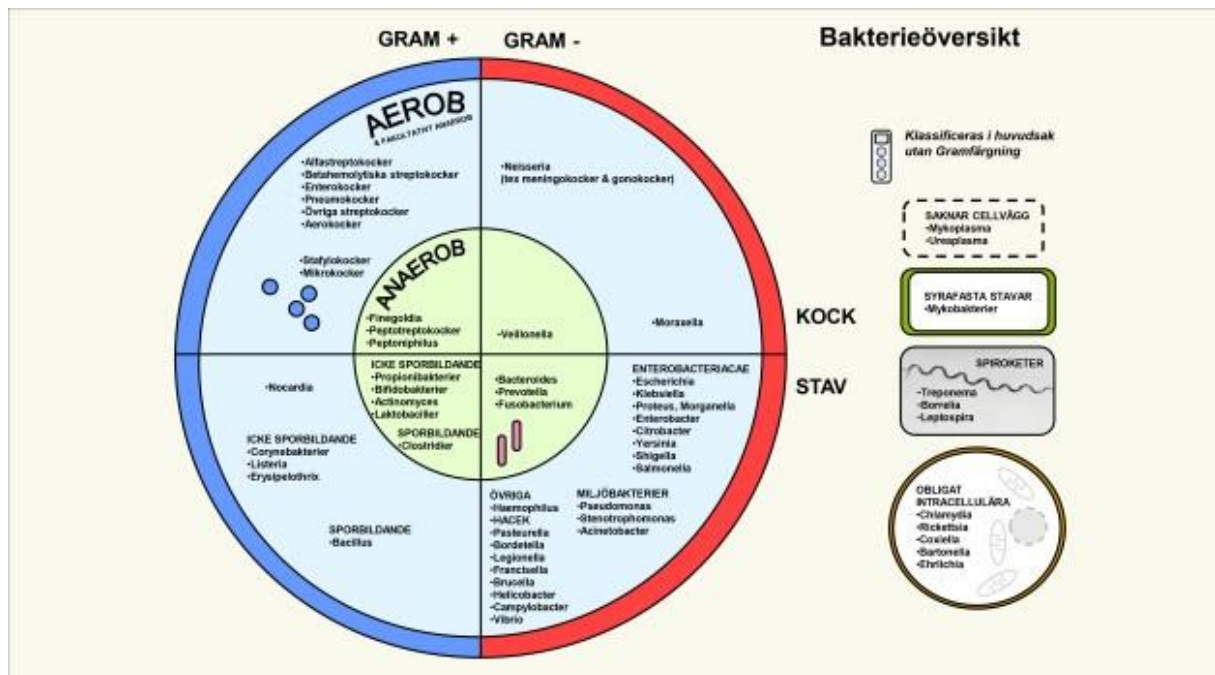 GRAM +
GRAM -
Bakterieöversikt
AEROB
& FAKULTATIVT ANAEROB
•Alfastreptokocker
•Betahemolytiska streptokocker
•Enterokocker
•Pneumokocker
•Övriga streptokocker
•Aerokocker
•Stafylokocker
•Mikrokocker
•Neisseria
(tex meningokocker & gonokocker)
•Moraxella
ANAEROB
•Finegoldia
•Peptotreptokocker
•Peptoniphilus
•Veillonella
KOCK
STAV
•Nocardia
ICKE SPORBILDANDE
•Corynebakterier
•Listeria
•Erysipelothrix
SPORBILDANDE
•Bacillus
ICKE SPORBILDANDE
•Propionibakterier
•Bifidobakterier
•Actinomyces
•Laktobaciller
SPORBILDANDE
•Clostridier
•Bacteroides
•Prevotella
•Fusobacterium
ENTEROBACTERIACAE
•Escherichia
•Klebsiella
•Proteus, Morganella
•Enterobacter
•Citrobacter
•Yersinia
•Shigella
•Salmonella
ÖVRIGA
•Haemophilus
•HACEK
•Pasteurella
•Bordetella
•Legionella
•Francisella
•Brucella
•Helicobacter
•Campylobacter
•Vibrio
MILJÖBAKTERIER
•Pseudomonas
•Stenotrophomonas
•Acinetobacter
Klassificeras i huvudsak
utan Gramfärgning
SAKNAR CELLVÄGG
•Mykoplasma
•Ureaplasma
SYRAFASTA STAVAR
•Mykobakterier
SPIROKETER
•Treponema
•Borrelia
•Leptospira
OBLIGAT
INTRACELLULÄRA
•Chlamydia
•Rickettsia
•Coxiella
•Bartonella
•Ehrlichia